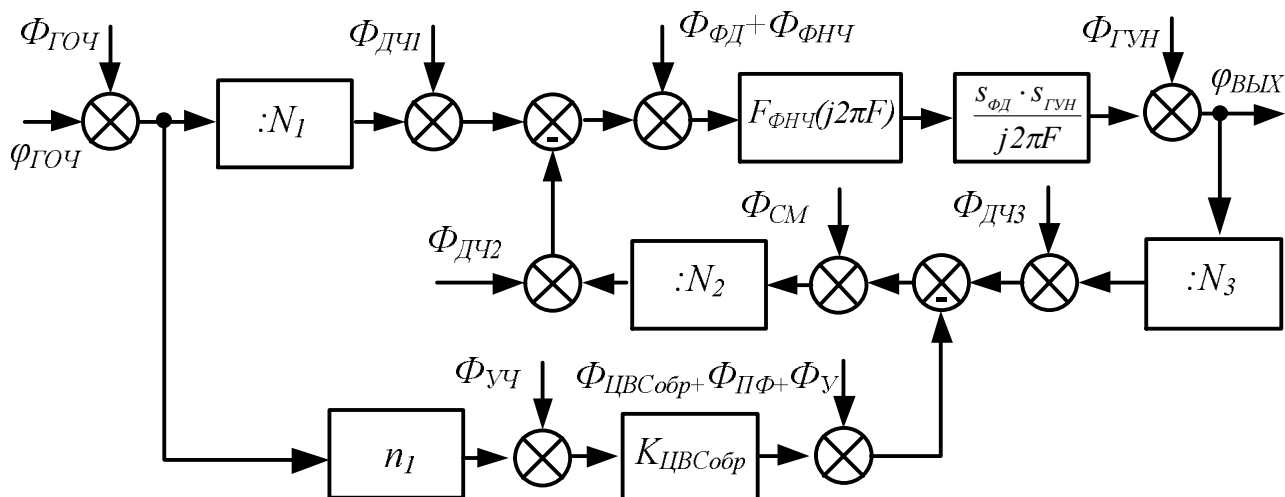 Φ_ГОЧ
Φ_ДЧ1
Φ_ФД+Φ_ФНЧ
Φ_ГУН
φ_ГОЧ
:N_1
-
F_ФНЧ(j2πF)
s_ФД · s_ГУН
j2πF
φ_ВЫХ
Φ_ДЧ2
Φ_СМ
Φ_ДЧ3
:N_2
-
:N_3
Φ_УЧ
Φ_ЦВСобр+Φ_ПФ+Φ_У
n_1
K_ЦВСобр